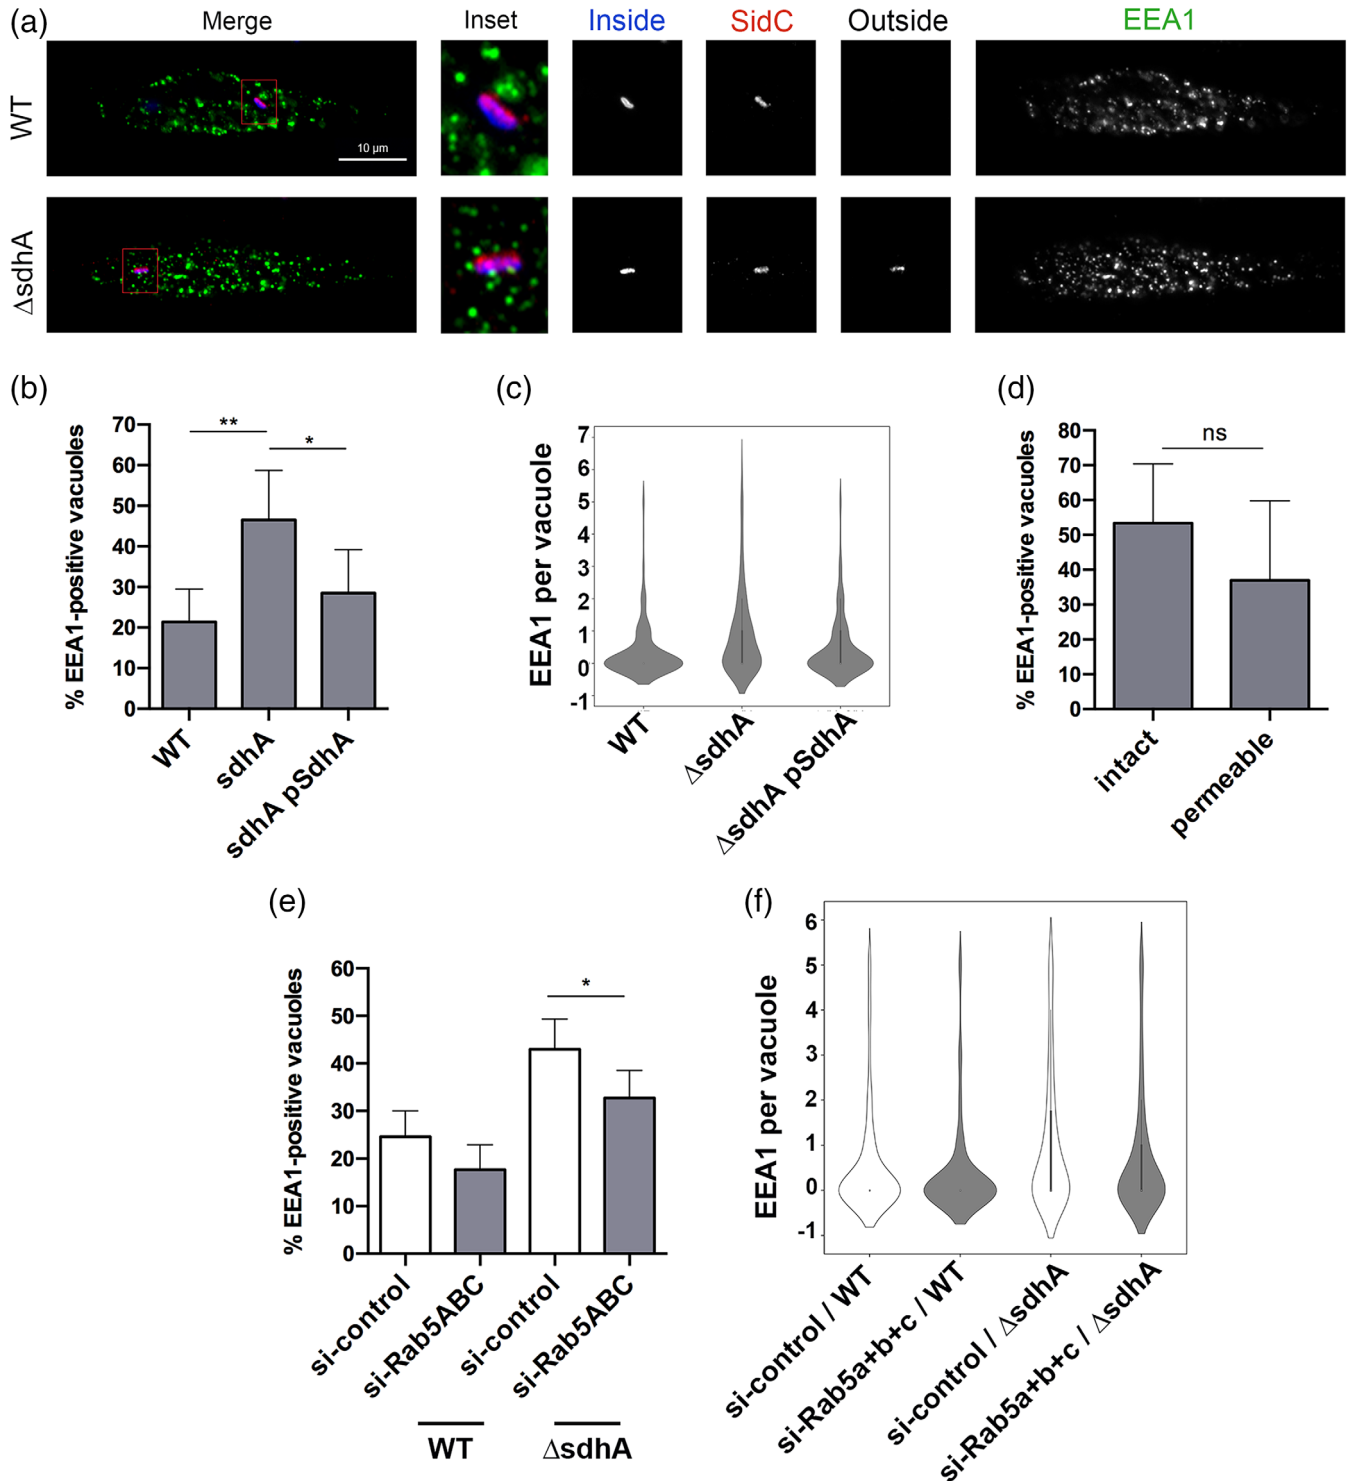 (a)
Merge Inset Inside SidC Outside EEA1
WT
10 µm
ΔsdhA
(b)
% EEA1-positive vacuoles
70
60
50
40
30
20
10
0
**
*
WT
sdhA
sdhA pSdhA
(c)
EEA1 per vacuole
7
6
5
4
3
2
1
0
-1
WT
ΔsdhA
ΔsdhA pSdhA
(d)
% EEA1-positive vacuoles
80
70
60
50
40
30
20
10
0
ns
intact
permeable
(e)
% EEA1-positive vacuoles
60
50
40
30
20
10
0
*
si-control
si-Rab5ABC
si-control
si-Rab5ABC
WT
ΔsdhA
(f)
EEA1 per vacuole
6
5
4
3
2
1
0
-1
si-control / WT
si-Rab5a+b+c / WT
si-control / ΔsdhA
si-Rab5a+b+c / ΔsdhA